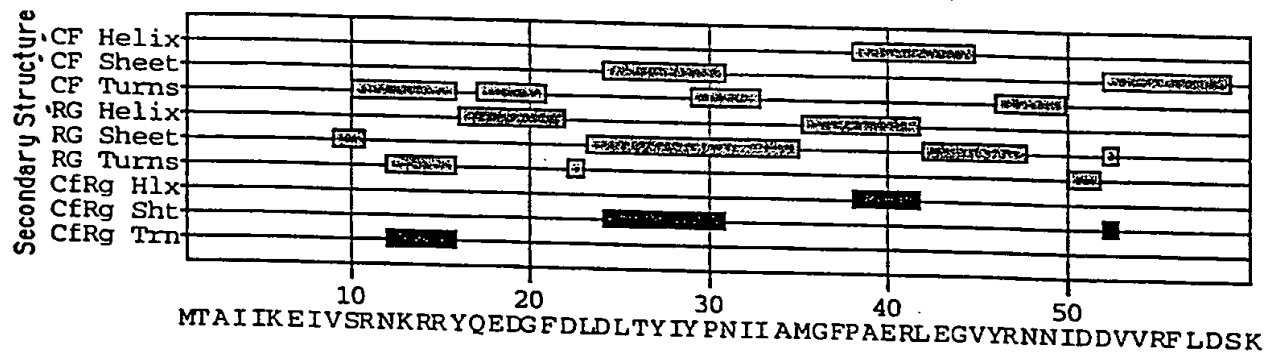 Secondary Structure
CF Helix
CF Sheet
CF Turns
RG Helix
RG Sheet
RG Turns
CfRg Hlx
CfRg Sht
CfRg Trn
10 20 30 40 50
MTAIIKEIVSRNKRRYQEDGFDLDLTYIYPNIIAMGFPAERLEGVYRNNIDDVVRFLDSK